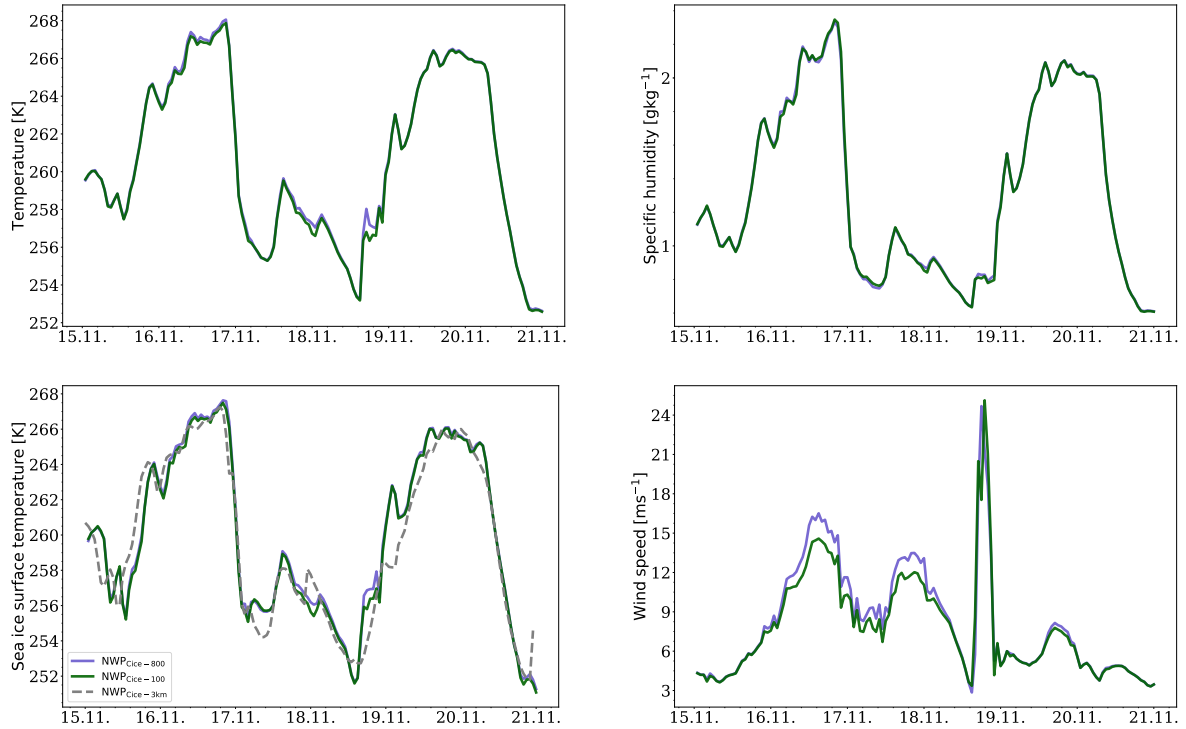 Temperature [K]
268
266
264
262
260
258
256
254
252
15.11. 16.11. 17.11. 18.11. 19.11. 20.11. 21.11.
Specific humidity [gkg⁻¹]
2
1
15.11. 16.11. 17.11. 18.11. 19.11. 20.11. 21.11.
Sea ice surface temperature [K]
268
266
264
262
260
258
256
254
252
NWP_Cice−800
NWP_Cice−100
NWP_Cice−3km
15.11. 16.11. 17.11. 18.11. 19.11. 20.11. 21.11.
Wind speed [ms⁻¹]
24
21
18
15
12
9
6
3
15.11. 16.11. 17.11. 18.11. 19.11. 20.11. 21.11.